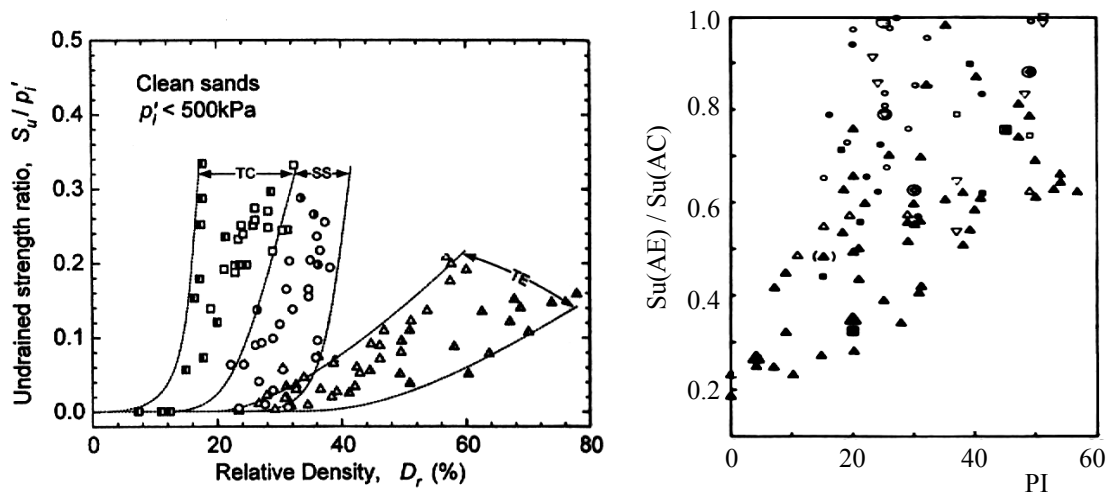 0.5
Clean sands
p'i < 500kPa
0.4
Undrained strength ratio, Su/p'i
0.3
TC
SS
0.2
TE
0.1
0.0
0
20
40
60
80
Relative Density, Dr (%)
1.0
0.8
Su(AE) / Su(AC)
0.6
0.4
0.2
0
20
40
60
PI